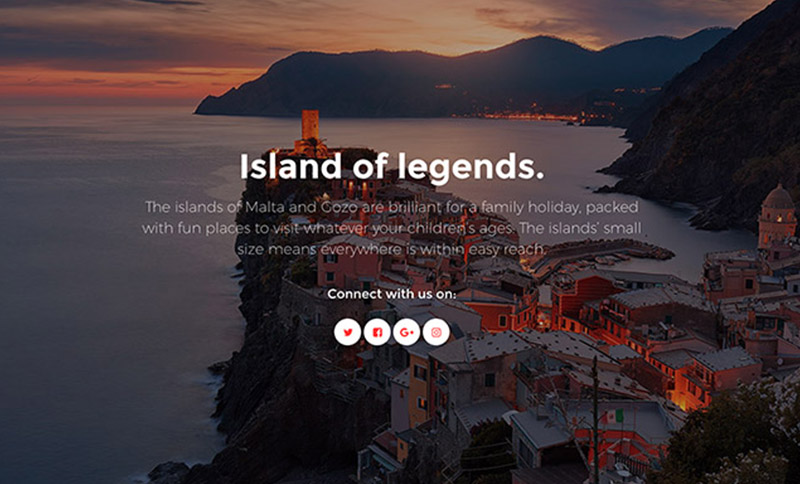 Island of legends.
The islands of Malta and Gozo are brilliant for a family holiday, packed
with fun places to visit whatever your children's ages. The islands' small
size means everywhere is within easy reach.
Connect with us on:
G+